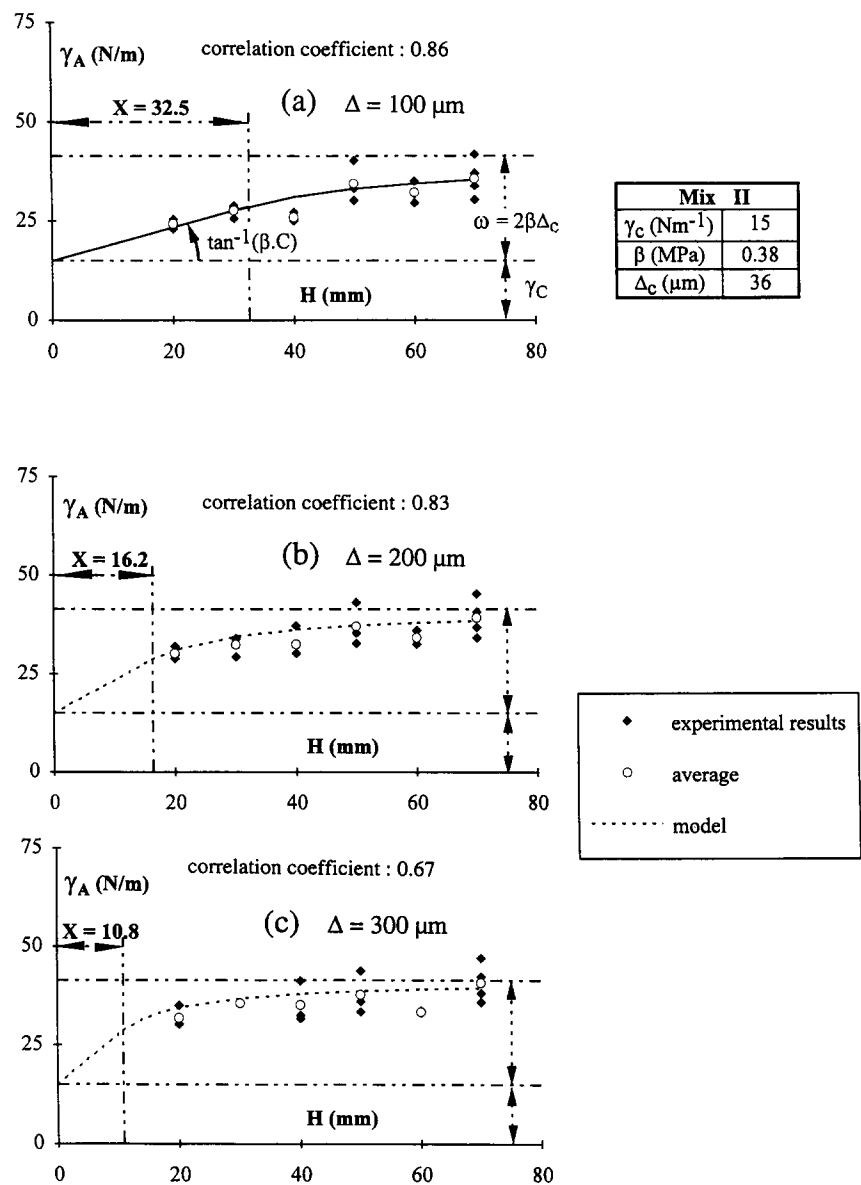 75
γA (N/m)
correlation coefficient : 0.86
X = 32.5
(a) Δ = 100 μm
50
25
tan-1(β.C)
ω = 2βΔc
H (mm)
γC
0
0 20 40 60 80
Mix II
γc (Nm-1) 15
β (MPa) 0.38
Δc (μm) 36
75
γA (N/m)
correlation coefficient : 0.83
X = 16.2
(b) Δ = 200 μm
50
25
H (mm)
0
0 20 40 60 80
experimental results
average
model
75
correlation coefficient : 0.67
γA (N/m)
X = 10.8
(c) Δ = 300 μm
50
25
H (mm)
0
0 20 40 60 80